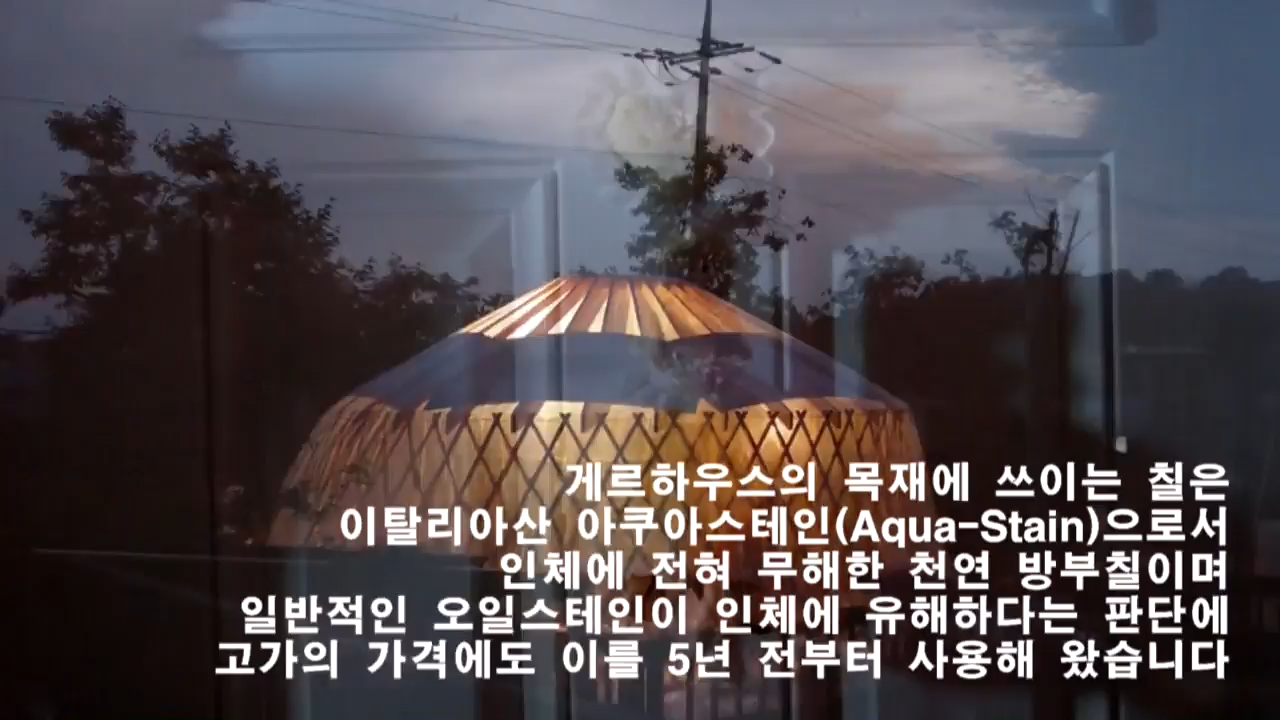 게르하우스의 목재에 쓰이는 칠은
이탈리아산 아쿠아스테인(Aqua-Stain)으로서
인체에 전혀 무해한 천연 방부칠이며
일반적인 오일스테인이 인체에 유해하다는 판단에
고가의 가격에도 이를 5년 전부터 사용해 왔습니다